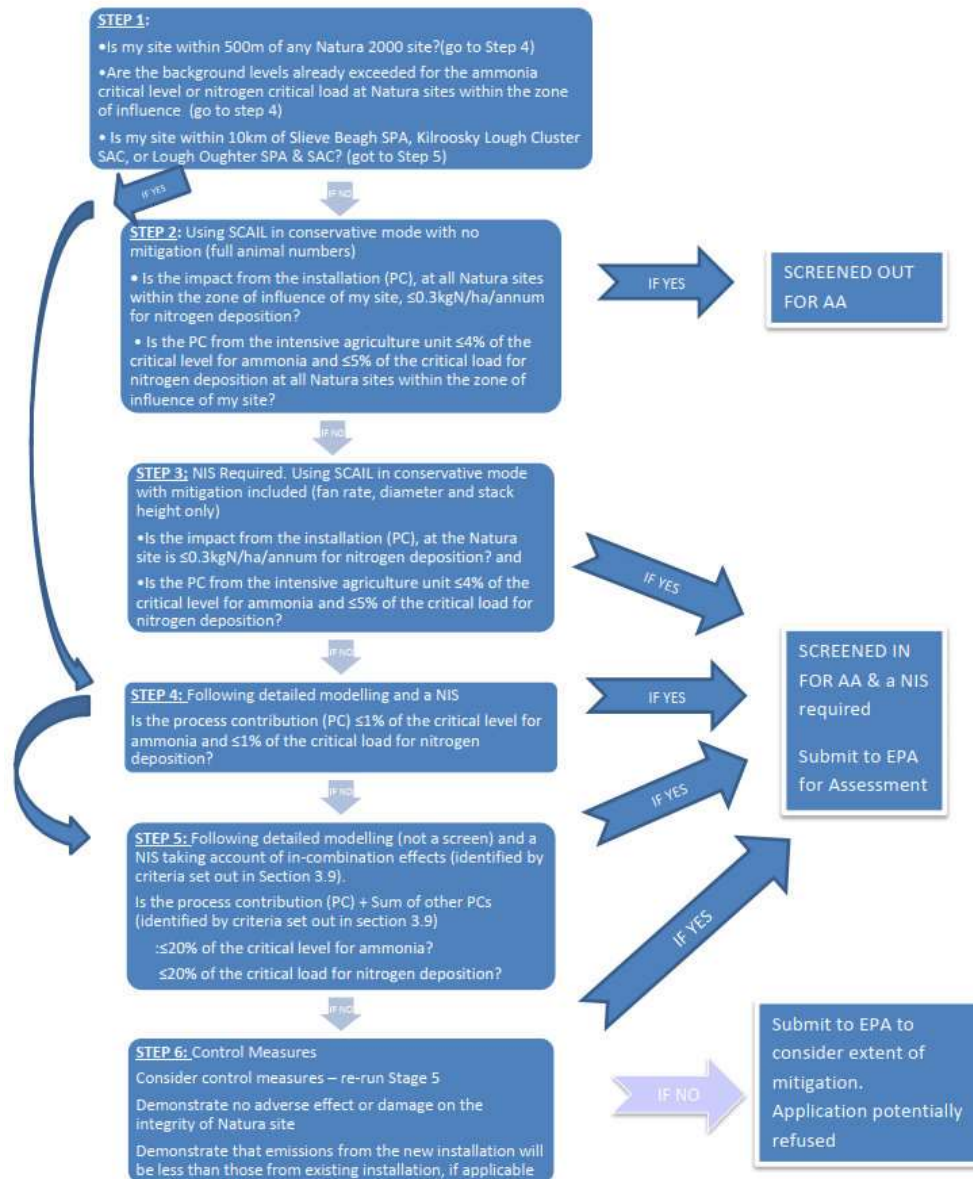 STEP 1:
•Is my site within 500m of any Natura 2000 site?(go to Step 4)
•Are the background levels already exceeded for the ammonia
critical level or nitrogen critical load at Natura sites within the zone
of influence (go to step 4)
• Is my site within 10km of Slieve Beagh SPA, Kilroosky Lough Cluster
SAC, or Lough Oughter SPA & SAC? (got to Step 5)
IF YES
IF NO
STEP 2: Using SCAIL in conservative mode with no
mitigation (full animal numbers)
• Is the impact from the installation (PC), at all Natura sites
within the zone of influence of my site, ≤0.3kgN/ha/annum
for nitrogen deposition?
• Is the PC from the intensive agriculture unit ≤4% of the
critical level for ammonia and ≤5% of the critical load for
nitrogen deposition at all Natura sites within the zone of
influence of my site?
IF YES
SCREENED OUT
FOR AA
IF NO
STEP 3: NIS Required. Using SCAIL in conservative mode
with mitigation included (fan rate, diameter and stack
height only)
•Is the impact from the installation (PC), at the Natura
site is ≤0.3kgN/ha/annum for nitrogen deposition? and
•Is the PC from the intensive agriculture unit ≤4% of the
critical level for ammonia and ≤5% of the critical load for
nitrogen deposition?
IF YES
IF NO
STEP 4: Following detailed modelling and a NIS
Is the process contribution (PC) ≤1% of the critical level for
ammonia and ≤1% of the critical load for nitrogen
deposition?
IF YES
SCREENED IN
FOR AA & a NIS
required
Submit to EPA
for Assessment
IF NO
STEP 5: Following detailed modelling (not a screen) and a
NIS taking account of in-combination effects (identified by
criteria set out in Section 3.9).
Is the process contribution (PC) + Sum of other PCs
(identified by criteria set out in section 3.9)
:≤20% of the critical level for ammonia?
≤20% of the critical load for nitrogen deposition?
IF YES
IF NO
STEP 6: Control Measures
Consider control measures – re-run Stage 5
Demonstrate no adverse effect or damage on the
integrity of Natura site
Demonstrate that emissions from the new installation will
be less than those from existing installation, if applicable
IF YES
IF NO
Submit to EPA to
consider extent of
mitigation.
Application potentially
refused